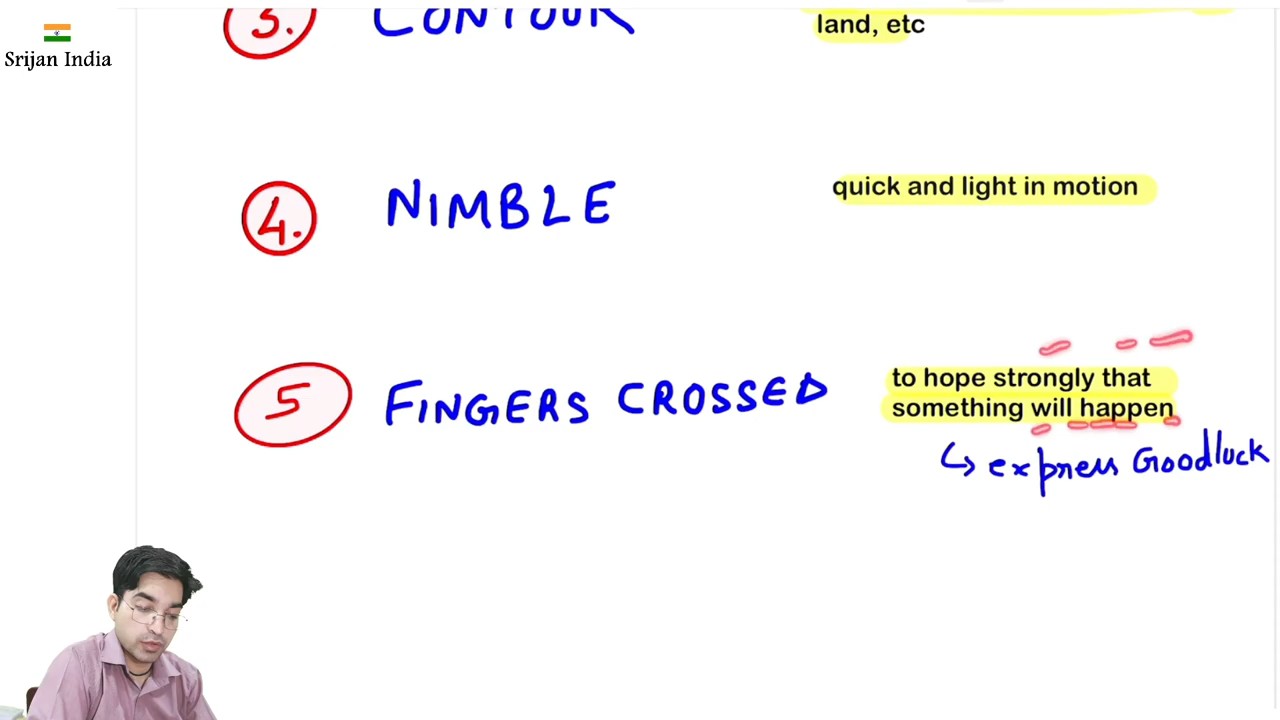 Srijan India
3. CONTOUR
land, etc
4. NIMBLE
quick and light in motion
5 FINGERS CROSSED
to hope strongly that
something will happen
↳ express Goodluck